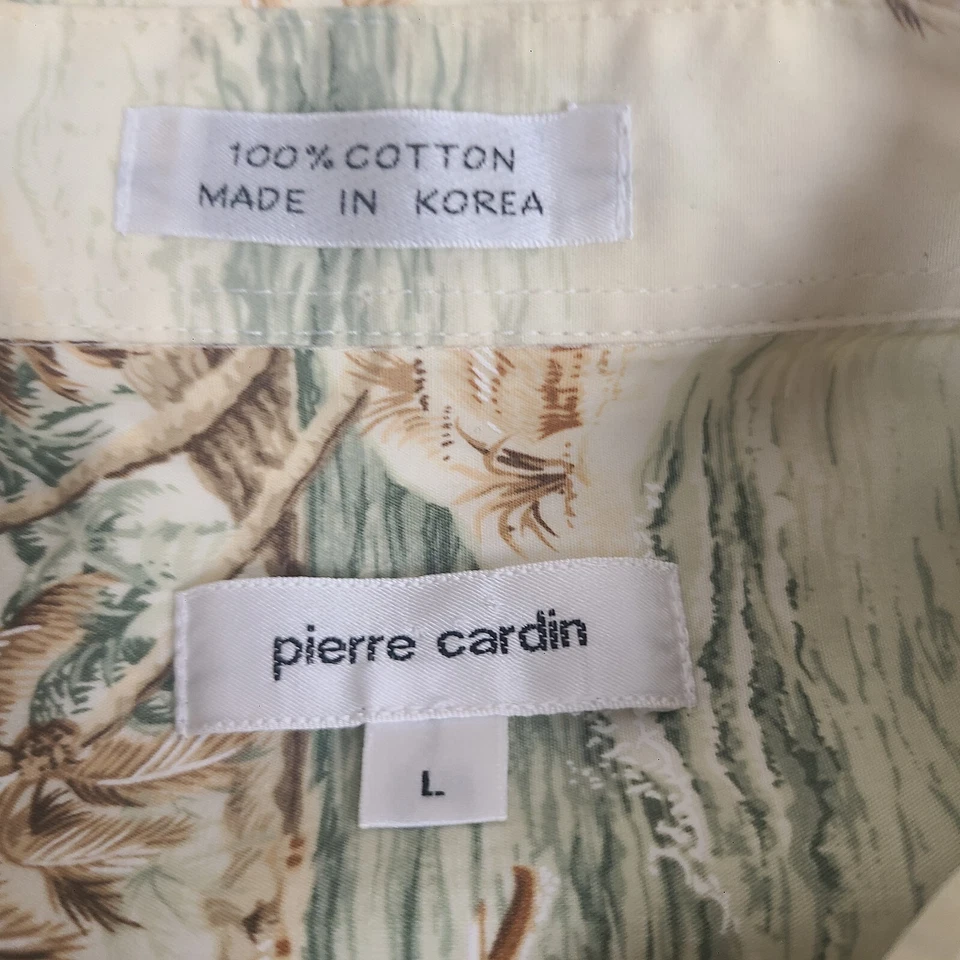 100% COTTON
MADE IN KOREA
pierre cardin
L